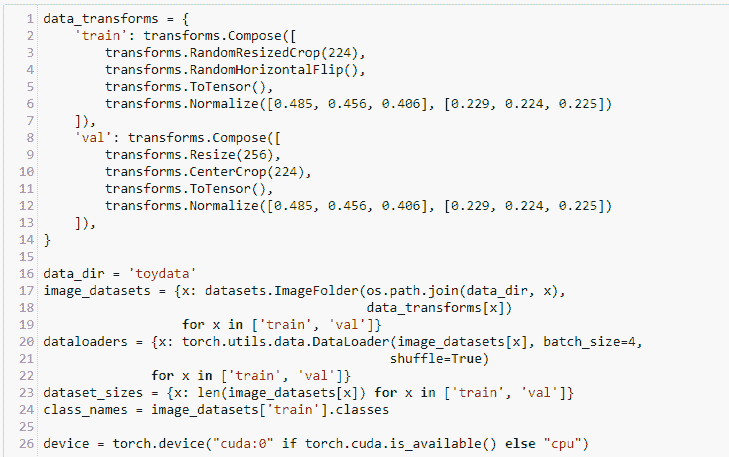 1 data_transforms = {
2     'train': transforms.Compose([
3         transforms.RandomResizedCrop(224),
4         transforms.RandomHorizontalFlip(),
5         transforms.ToTensor(),
6         transforms.Normalize([0.485, 0.456, 0.406], [0.229, 0.224, 0.225])
7     ]),
8     'val': transforms.Compose([
9         transforms.Resize(256),
10         transforms.CenterCrop(224),
11         transforms.ToTensor(),
12         transforms.Normalize([0.485, 0.456, 0.406], [0.229, 0.224, 0.225])
13     ]),
14 }
15
16 data_dir = 'toydata'
17 image_datasets = {x: datasets.ImageFolder(os.path.join(data_dir, x),
18                                           data_transforms[x])
19                   for x in ['train', 'val']}
20 dataloaders = {x: torch.utils.data.DataLoader(image_datasets[x], batch_size=4,
21                                              shuffle=True)
22               for x in ['train', 'val']}
23 dataset_sizes = {x: len(image_datasets[x]) for x in ['train', 'val']}
24 class_names = image_datasets['train'].classes
25
26 device = torch.device("cuda:0" if torch.cuda.is_available() else "cpu")